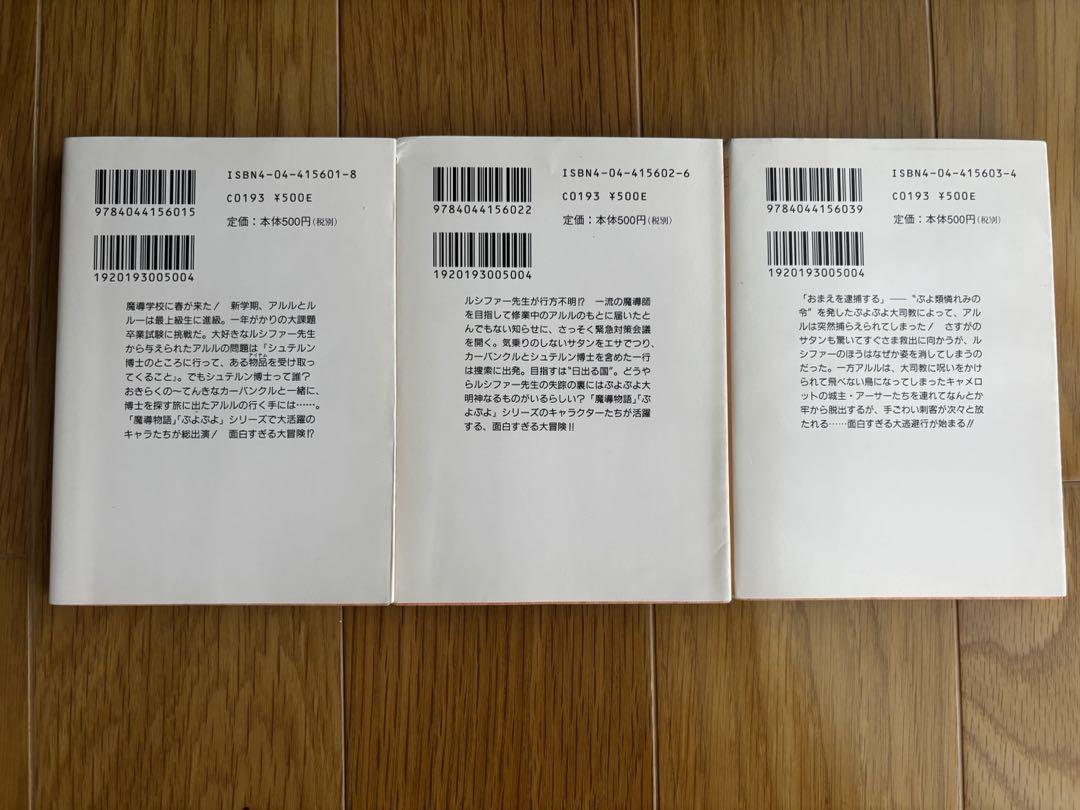 ISBN4-04-415601-8
C0193 ¥500E
定価：本体500円(税別)
9784044156015
1920193005004
魔導学校に春が来た！　新学期、アルルとル
ルーは最上級生に進級。一年がかりの大課題
卒業試験に挑戦だ。大好きなルシファー先生
から与えられたアルルの問題は「シュテルン
博士のところに行って、ある物品を受け取っ
アイテム
てくること」。でもシュテルン博士って誰？
おきらくの〜てんきなカーバンクルと一緒に、
博士を探す旅に出たアルルの行く手には……。
「魔導物語」「ぷよぷよ」シリーズで大活躍の
キャラたちが総出演！　面白すぎる大冒険!?
ISBN4-04-415602-6
C0193 ¥500E
定価：本体500円(税別)
9784044156022
1920193005004
ルシファー先生が行方不明!?　一流の魔導師
を目指して修業中のアルルのもとに届いたと
んでもない知らせに、さっそく緊急対策会議
を開く。気乗りのしないサタンをエサでつり、
カーバンクルとシュテルン博士を含めた一行
は捜索に出発。目指すは“日出る国”。どうや
らルシファー先生の失踪の裏にはぷよぷよ大
明神なるものがいるらしい？「魔導物語」「ぷ
よぷよ」シリーズのキャラクターたちが活躍
する、面白すぎる大冒険!!
ISBN4-04-415603-4
C0193 ¥500E
定価：本体500円(税別)
9784044156039
1920193005004
「おまえを逮捕する」――“ぷよ類憐れみの
令”を発したぷよぷよ大司教によって、アル
ルは突然捕らえられてしまった！　さすがの
サタンも驚いてすぐさま救出に向かうが、ル
シファーのほうはなぜか姿を消してしまうの
だった。一方アルルは、大司教に呪いをかけ
られて飛べない鳥になってしまったキャメロ
ットの城主・アーサーたちを連れてなんとか
牢から脱出するが、手ごわい刺客が次々と放
たれる……面白すぎる大逃避行が始まる!!